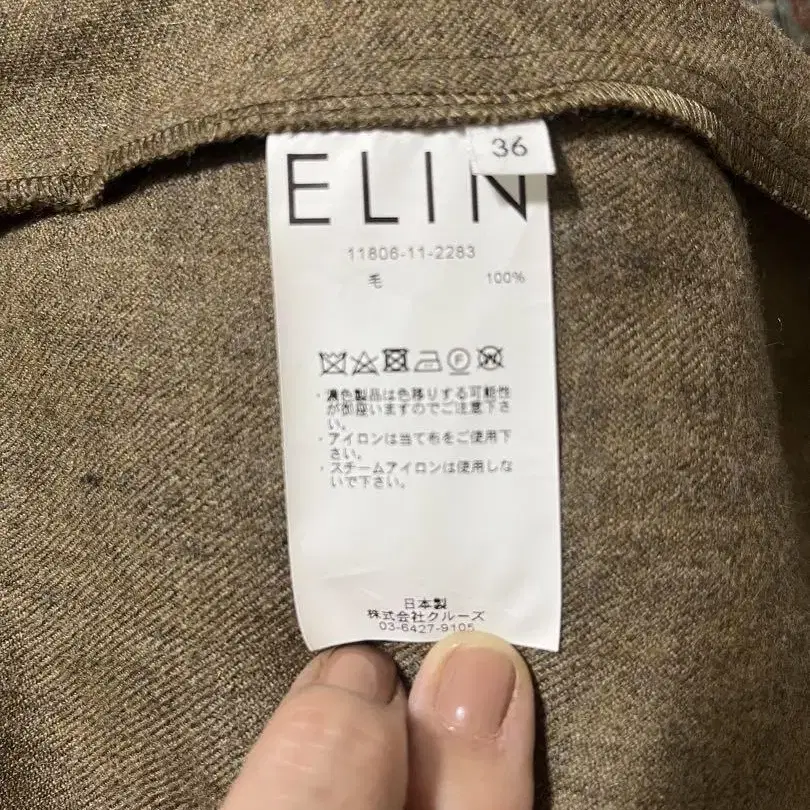 36
ELIN
11806-11-2283
毛 100%
・濃色製品は色移りする可能性
が御座いますのでご注意下さ
い。
・アイロンは当て布をご使用下
さい。
・スチームアイロンは使用しな
いで下さい。
日本製
株式会社クルーズ
03-6427-9105